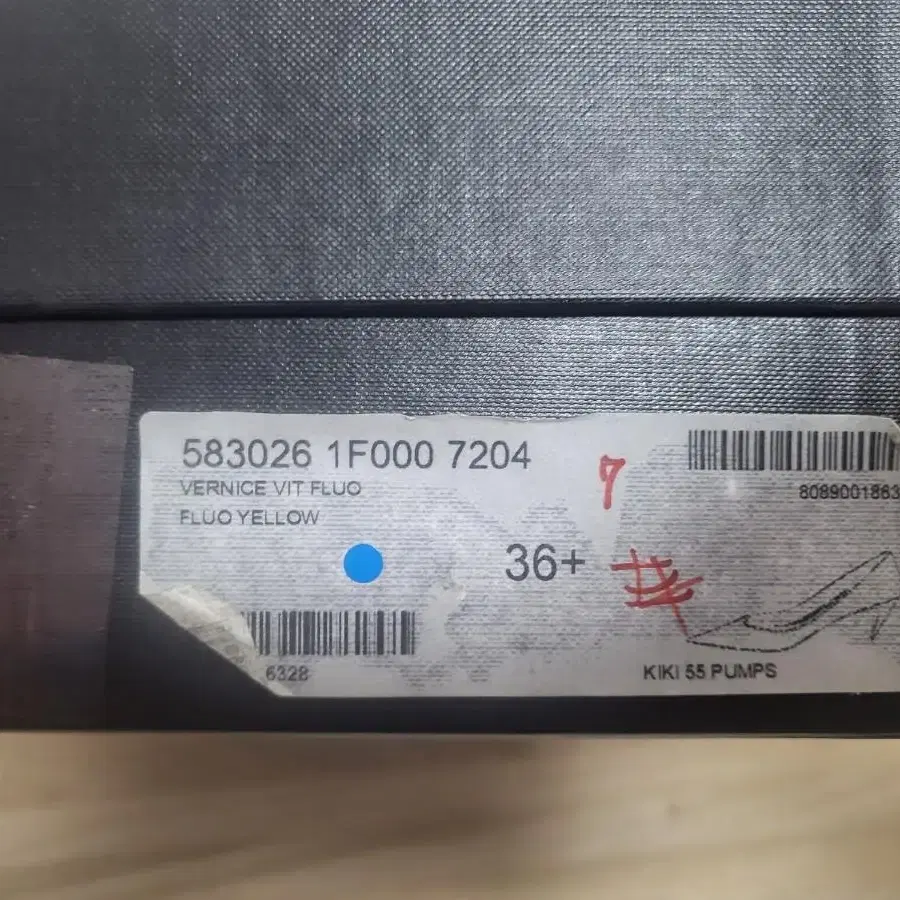 583026 1F000 7204
7
VERNICE VIT FLUO
8089001863
FLUO YELLOW
36+
6328
KIKI 55 PUMPS